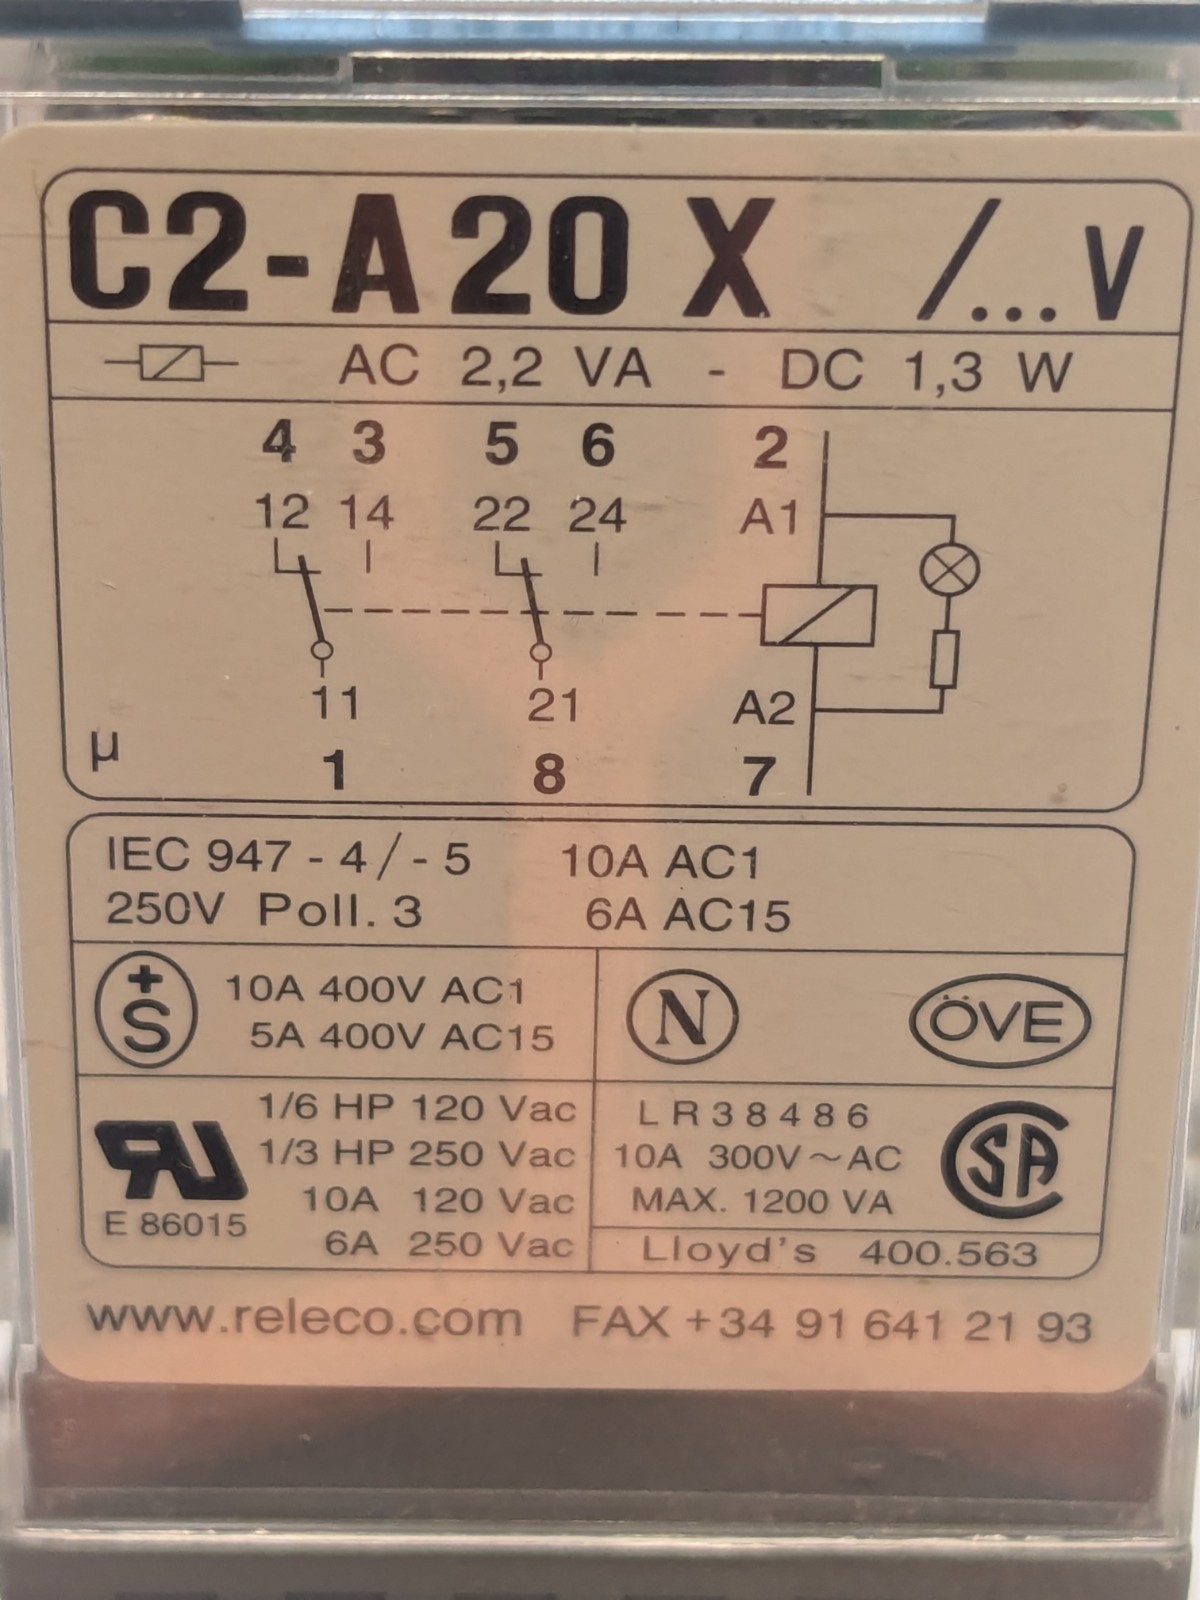 C2-A20 X /...V
AC 2,2 VA - DC 1,3 W
4 3 5 6 2
12 14 22 24 A1
11 21 A2
µ
1 8 7
IEC 947 - 4/ - 5 10A AC1
250V Poll. 3 6A AC15
+S 10A 400V AC1
5A 400V AC15
N ÖVE
1/6 HP 120 Vac
1/3 HP 250 Vac
10A 120 Vac
6A 250 Vac
RU
E 86015
LR38486
10A 300V~AC
MAX. 1200 VA
SA
Lloyd's 400.563
www.releco.com FAX +34 91 641 21 93